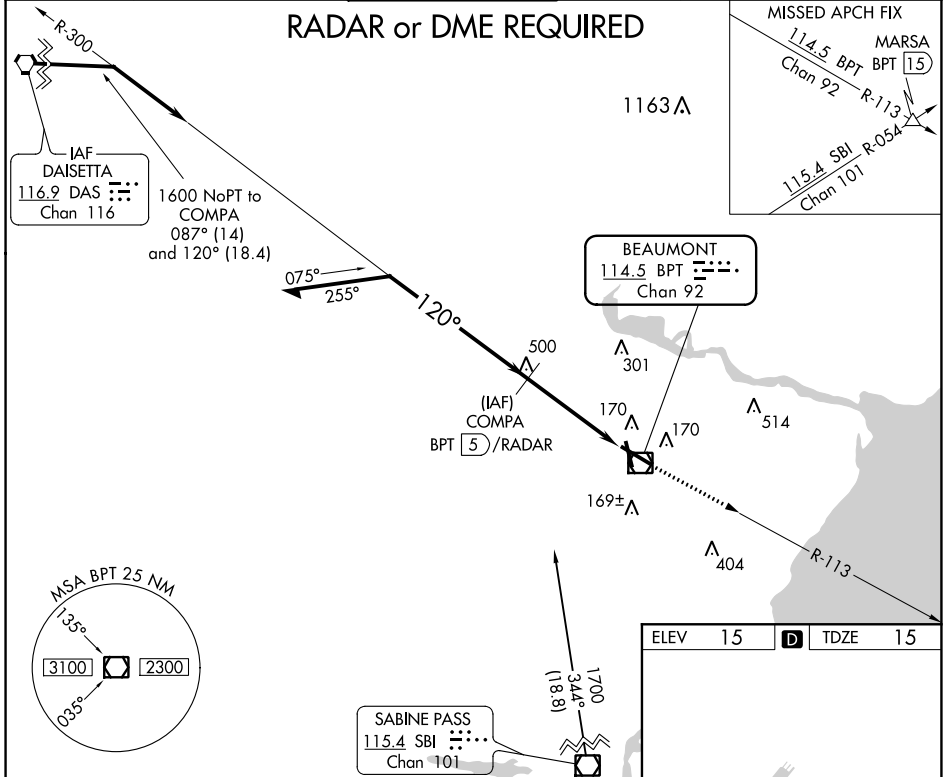 RADAR or DME REQUIRED
R-300
IAF
DAISETTA
116.9 DAS
Chan 116
1600 NoPT to
COMPA
087° (14)
and 120° (18.4)
1163
MISSED APCH FIX
114.5 BPT
Chan 92
R-113
MARSA
BPT 15
115.4 SBI
Chan 101
R-054
075°
255°
120°
BEAUMONT
114.5 BPT
Chan 92
500
(IAF)
COMPA
BPT 5 /RADAR
301
514
170
170
169±
404
R-113
MSA BPT 25 NM
135°
3100
2300
035°
1700
344°
(18.8)
SABINE PASS
115.4 SBI
Chan 101
ELEV 15 D TDZE 15